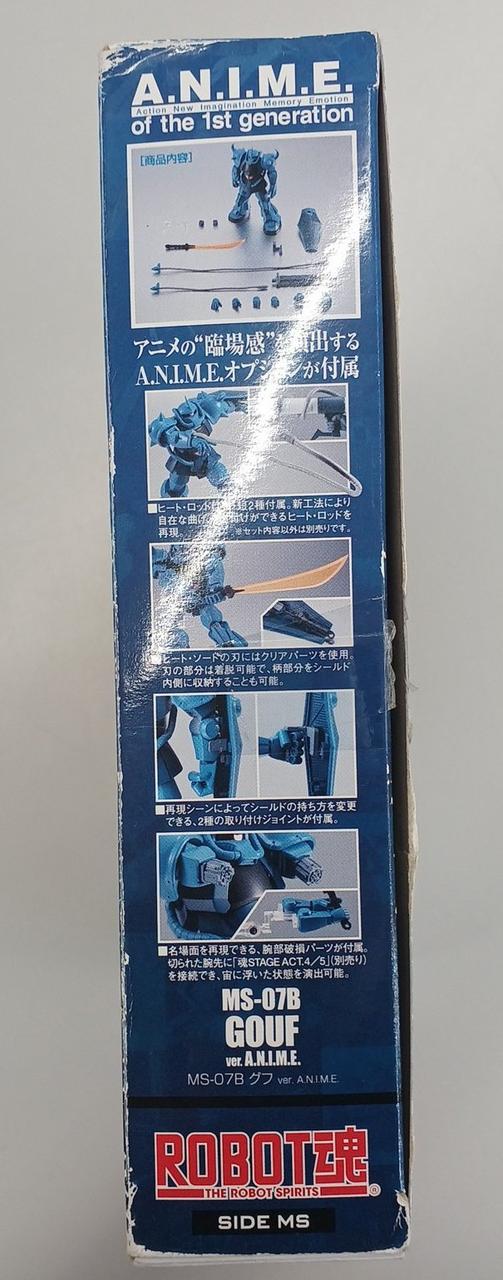 A.N.I.M.E.
Action New Imagination Memory Emotion
of the 1st generation
[商品内容]
アニメの“臨場感”を演出する
A.N.I.M.E.オプションが付属
■ヒート・ロッドは 短2種付属。新工法により
自在な曲げ 付けができるヒート・ロッドを
再現。 ※セット内容以外は別売りです。
■ヒート・ソードの刃にはクリアパーツを使用。
刃の部分は着脱可能で、柄部分をシールド
内側に収納することも可能。
■再現シーンによってシールドの持ち方を変更
できる、2種の取り付けジョイントが付属。
■名場面を再現できる、腕部破損パーツが付属。
切られた腕先に「魂STAGE ACT.4/5」(別売り)
を接続でき、宙に浮いた状態を演出可能。
MS-07B
GOUF
ver. A.N.I.M.E.
MS-07B グフ ver. A.N.I.M.E.
ROBOT魂
THE ROBOT SPIRITS ®
SIDE MS